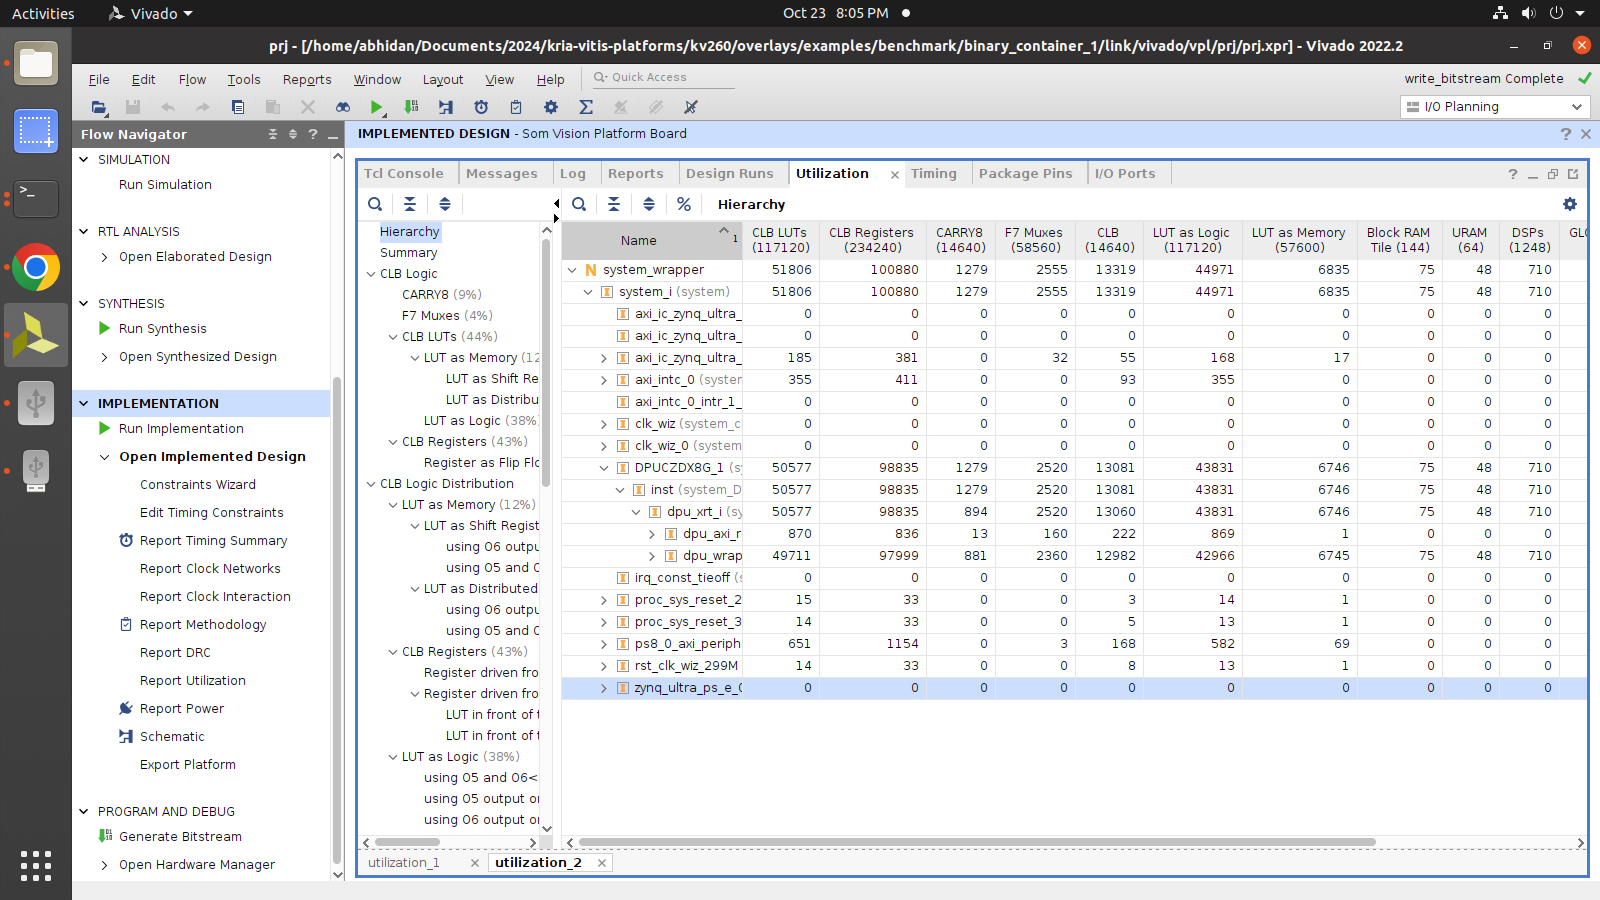 Activities
Vivado
Oct 23 8:05 PM
prj - [/home/abhidan/Documents/2024/kria-vitis-platforms/kv260/overlays/examples/benchmark/binary_container_1/link/vivado/vpl/prj/prj.xpr] - Vivado 2022.2
File Edit Flow Tools Reports Window Layout View Help
Quick Access
write_bitstream Complete
I/O Planning
Flow Navigator
SIMULATION
Run Simulation
RTL ANALYSIS
Open Elaborated Design
SYNTHESIS
Run Synthesis
Open Synthesized Design
IMPLEMENTATION
Run Implementation
Open Implemented Design
Constraints Wizard
Edit Timing Constraints
Report Timing Summary
Report Clock Networks
Report Clock Interaction
Report Methodology
Report DRC
Report Utilization
Report Power
Schematic
Export Platform
PROGRAM AND DEBUG
Generate Bitstream
Open Hardware Manager
IMPLEMENTED DESIGN - Som Vision Platform Board
Tcl Console Messages Log Reports Design Runs Utilization Timing Package Pins I/O Ports
Hierarchy
Summary
CLB Logic
CARRY8 (9%)
F7 Muxes (4%)
CLB LUTs (44%)
LUT as Memory (12
LUT as Shift Re
LUT as Distribu
LUT as Logic (38%
CLB Registers (43%)
Register as Flip Flo
CLB Logic Distribution
LUT as Memory (12%)
LUT as Shift Regist
using O6 outpu
using O5 and O
LUT as Distributed
using O6 outpu
using O5 and O
CLB Registers (43%)
Register driven fro
Register driven fro
LUT in front of t
LUT in front of t
LUT as Logic (38%)
using O5 and O6<
using O5 output on
using O6 output on
% Hierarchy
Name 1 CLB LUTs (117120) CLB Registers (234240) CARRY8 (14640) F7 Muxes (58560) CLB (14640) LUT as Logic (117120) LUT as Memory (57600) Block RAM Tile (144) URAM (64) DSPs (1248) GLO
N system_wrapper 51806 100880 1279 2555 13319 44971 6835 75 48 710
system_i (system) 51806 100880 1279 2555 13319 44971 6835 75 48 710
axi_ic_zynq_ultra_ 0 0 0 0 0 0 0 0 0 0
axi_ic_zynq_ultra_ 0 0 0 0 0 0 0 0 0 0
axi_ic_zynq_ultra_ 185 381 0 32 55 168 17 0 0 0
axi_intc_0 (system 355 411 0 0 93 355 0 0 0 0
axi_intc_0_intr_1_ 0 0 0 0 0 0 0 0 0 0
clk_wiz (system_c 0 0 0 0 0 0 0 0 0 0
clk_wiz_0 (system 0 0 0 0 0 0 0 0 0 0
DPUCZDX8G_1 (sy 50577 98835 1279 2520 13081 43831 6746 75 48 710
inst (system_D 50577 98835 1279 2520 13081 43831 6746 75 48 710
dpu_xrt_i (sy 50577 98835 894 2520 13060 43831 6746 75 48 710
dpu_axi_r 870 836 13 160 222 869 1 0 0 0
dpu_wrap 49711 97999 881 2360 12982 42966 6745 75 48 710
irq_const_tieoff (s 0 0 0 0 0 0 0 0 0 0
proc_sys_reset_2 15 33 0 0 3 14 1 0 0 0
proc_sys_reset_3 14 33 0 0 5 13 1 0 0 0
ps8_0_axi_periph 651 1154 0 3 168 582 69 0 0 0
rst_clk_wiz_299M 14 33 0 0 8 13 1 0 0 0
zynq_ultra_ps_e_0 0 0 0 0 0 0 0 0 0 0
utilization_1 utilization_2